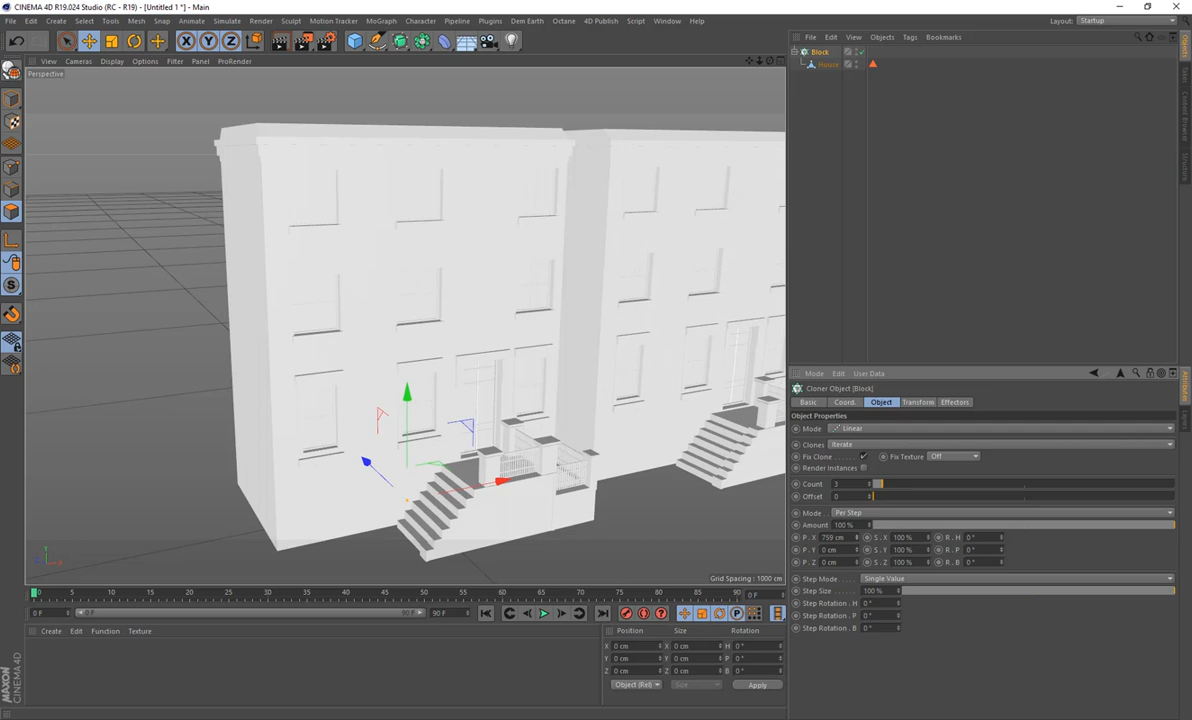 CINEMA 4D R19.024 Studio (RC - R19) - [Untitled 1 *] - Main
File Edit Create Select Tools Mesh Snap Animate Simulate Render Sculpt Motion Tracker MoGraph Character Pipeline Plugins Dem Earth Octane 4D Publish Script Window Help
Layout: Startup
View Cameras Display Options Filter Panel ProRender
Perspective
File Edit View Objects Tags Bookmarks
Block
House
Objects
Takes
Content Browser
Structure
Mode Edit User Data
Cloner Object [Block]
Basic Coord. Object Transform Effectors
Object Properties
Mode Linear
Clones Iterate
Fix Clone Fix Texture Off
Render Instances
Count 3
Offset 0
Mode Per Step
Amount 100 %
P . X 759 cm S . X 100 % R . H 0 °
P . Y 0 cm S . Y 100 % R . P 0 °
P . Z 0 cm S . Z 100 % R . B 0 °
Step Mode Single Value
Step Size 100 %
Step Rotation . H 0 °
Step Rotation . P 0 °
Step Rotation . B 0 °
Attributes
Layers
Grid Spacing : 1000 cm
0 5 10 15 20 25 30 35 40 45 50 55 60 65 70 75 80 85 90 0 F
0 F 0 F 90 F 90 F
Create Edit Function Texture
Position Size Rotation
X 0 cm X 0 cm H 0 °
Y 0 cm Y 0 cm P 0 °
Z 0 cm Z 0 cm B 0 °
Object (Rel) Size Apply
MAXON
CINEMA 4D